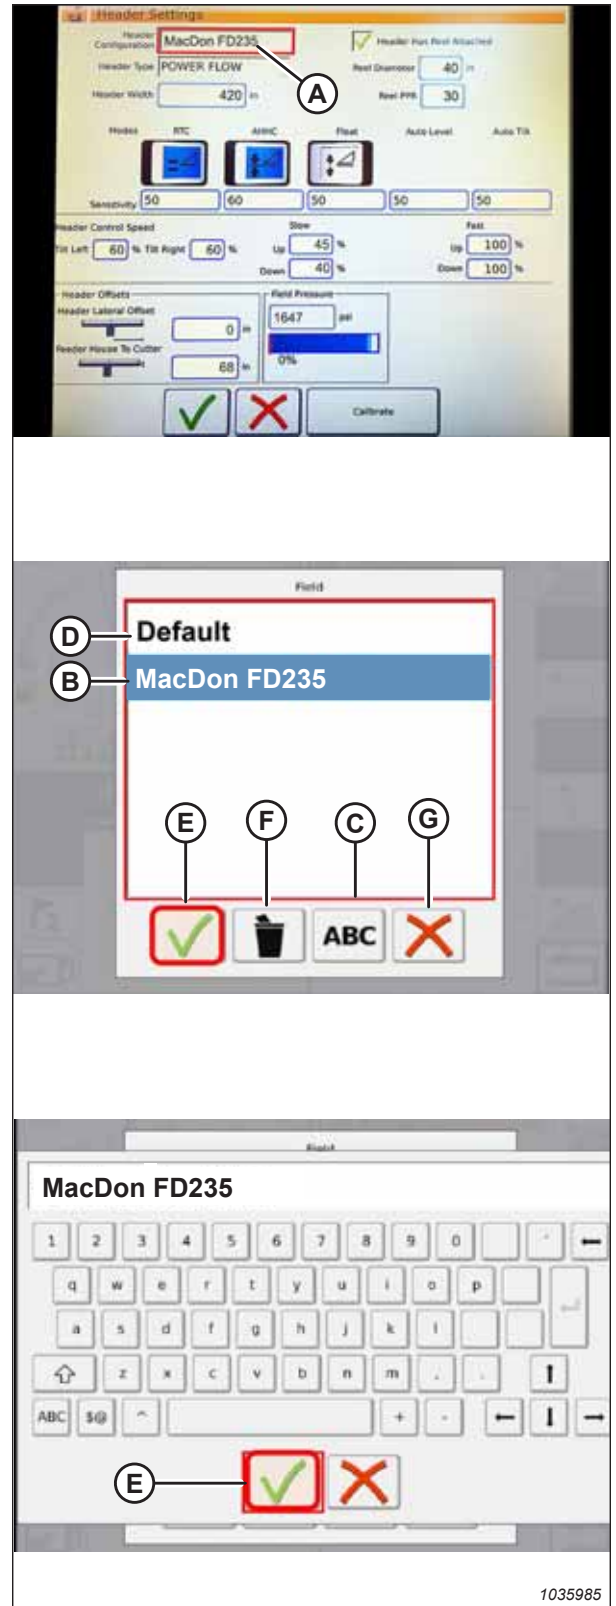 Header Settings
Header Configuration MacDon FD235 Header Has Reel Attached
Header Type POWER FLOW Reel Diameter 40 in
Header Width 420 in A Reel PPR 30
Modes RTC AHHC Float Auto Level Auto Tilt
Sensitivity 50 60 50 50 50
Header Control Speed Slow Fast
Tilt Left 60 % Tilt Right 60 % Up 45 % Up 100 %
Down 40 % Down 100 %
Header Offsets Field Pressure
Header Lateral Offset 1647 psi
0 in
Feeder House To Cutter 0%
68 in
Calibrate
Field
D Default
B MacDon FD235
E F C G
ABC
Field
MacDon FD235
1 2 3 4 5 6 7 8 9 0 '
q w e r t y u i o p
a s d f g h j k l
z x c v b n m , .
ABC $@ ^ + -
E
1035985